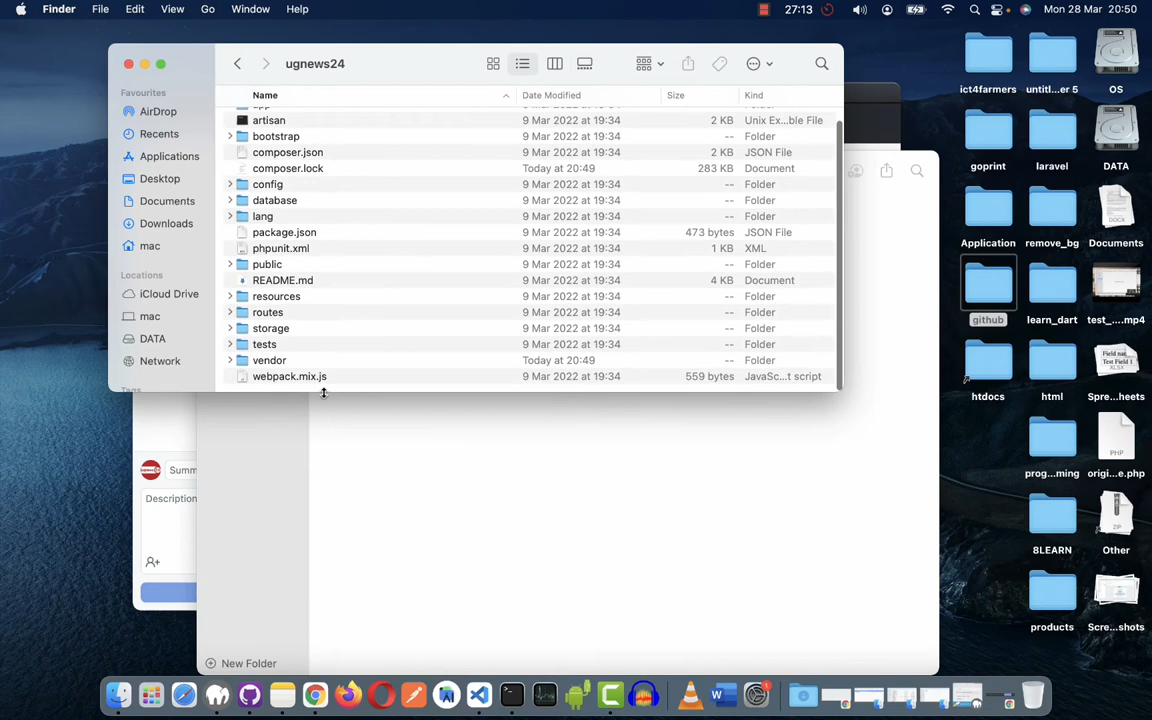 Finder File Edit View Go Window Help
27:13 Mon 28 Mar 20:50
ugnews24
Favourites
AirDrop
Recents
Applications
Desktop
Documents
Downloads
mac
Locations
iCloud Drive
mac
DATA
Network
Name Date Modified Size Kind
artisan 9 Mar 2022 at 19:34 2 KB Unix Ex...ble File
bootstrap 9 Mar 2022 at 19:34 -- Folder
composer.json 9 Mar 2022 at 19:34 2 KB JSON File
composer.lock Today at 20:49 283 KB Document
config 9 Mar 2022 at 19:34 -- Folder
database 9 Mar 2022 at 19:34 -- Folder
lang 9 Mar 2022 at 19:34 -- Folder
package.json 9 Mar 2022 at 19:34 473 bytes JSON File
phpunit.xml 9 Mar 2022 at 19:34 1 KB XML
public 9 Mar 2022 at 19:34 -- Folder
README.md 9 Mar 2022 at 19:34 4 KB Document
resources 9 Mar 2022 at 19:34 -- Folder
routes 9 Mar 2022 at 19:34 -- Folder
storage 9 Mar 2022 at 19:34 -- Folder
tests 9 Mar 2022 at 19:34 -- Folder
vendor Today at 20:49 -- Folder
webpack.mix.js 9 Mar 2022 at 19:34 559 bytes JavaSc...t script
Summ
Description
New Folder
ict4farmers untitl...er 5 OS
goprint laravel DATA
Application remove_bg Documents
DOCX
github learn_dart test_....mp4
Field nam
Test Field 1
XLSX
htdocs html Spre...heets
PHP
prog...ming origi...e.php
ZIP
8LEARN Other
products Scre...shots
W
1